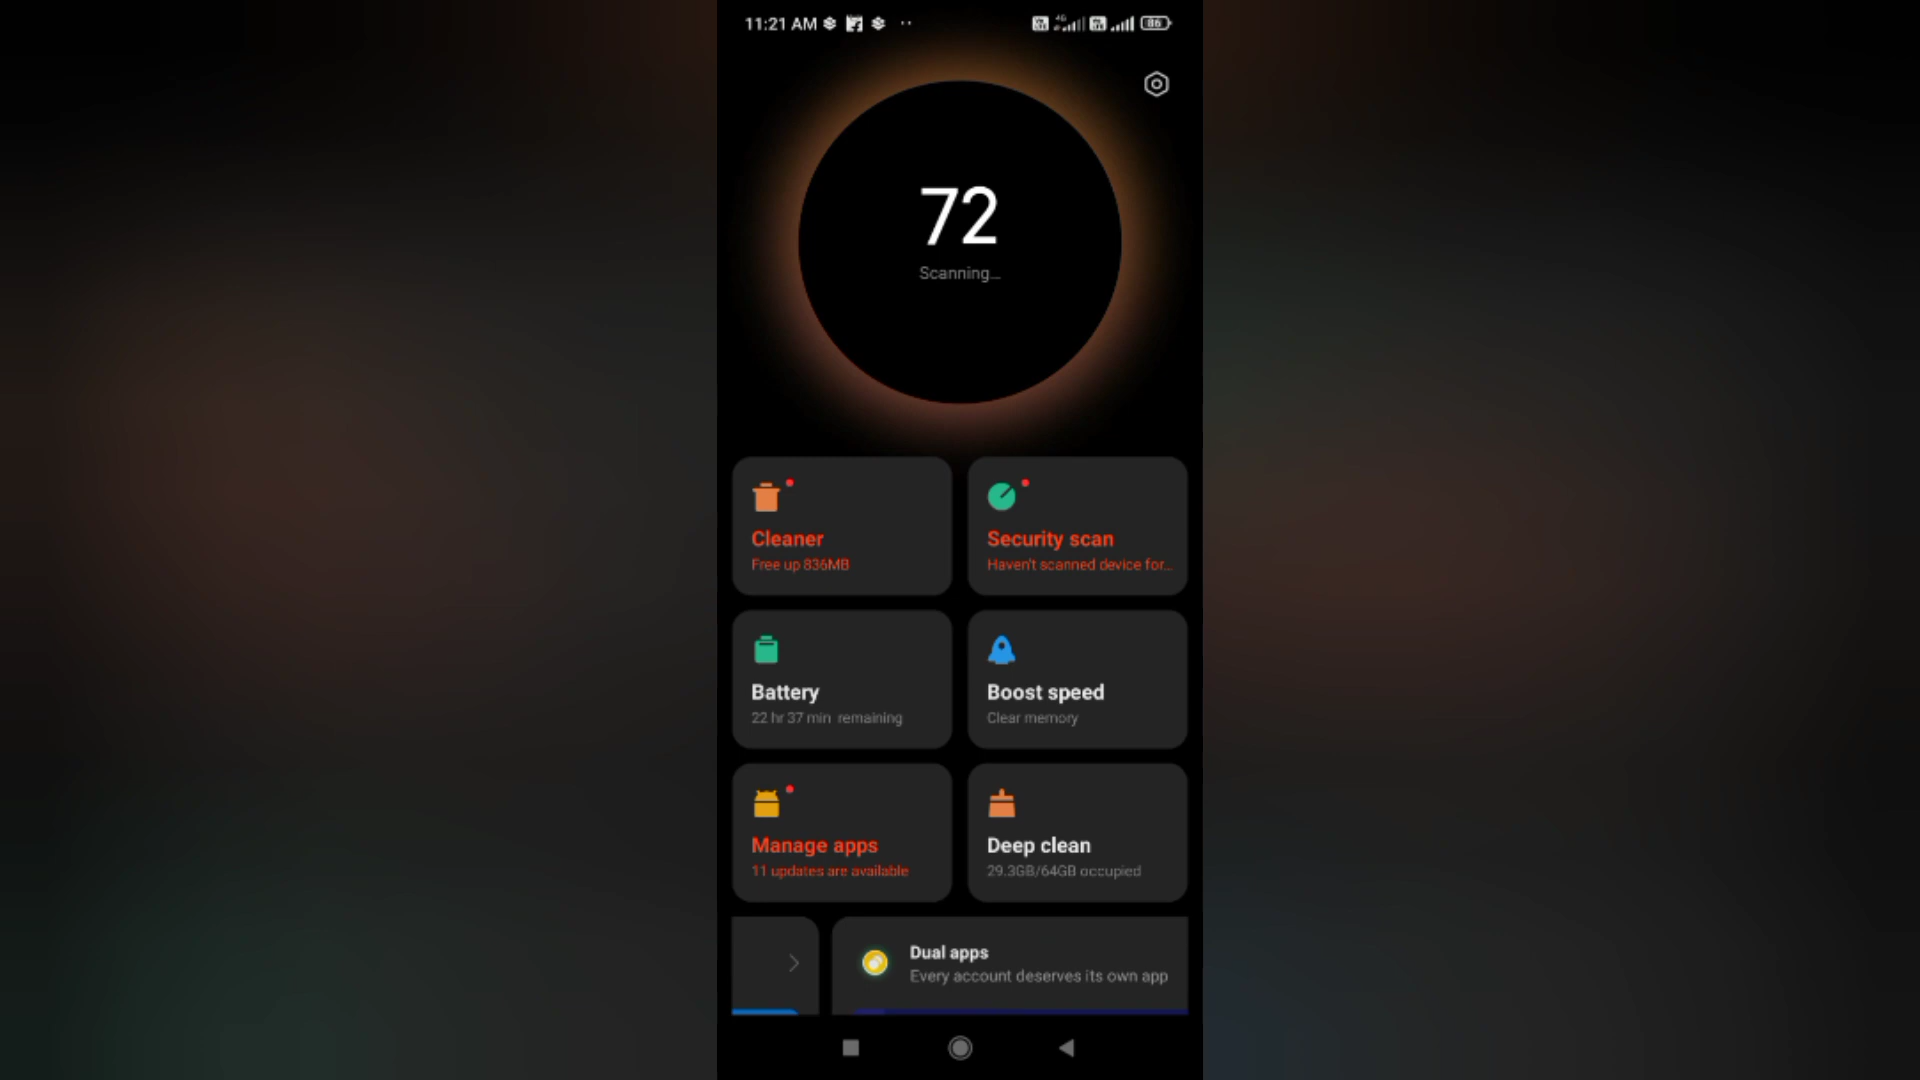 11:21 AM
86
72
Scanning...
Cleaner
Free up 836MB
Security scan
Haven't scanned device for...
Battery
22 hr 37 min remaining
Boost speed
Clear memory
Manage apps
11 updates are available
Deep clean
29.3GB/64GB occupied
Dual apps
Every account deserves its own app